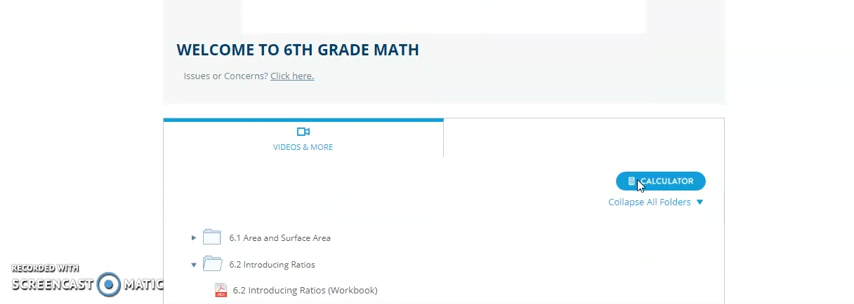 WELCOME TO 6TH GRADE MATH
Issues or Concerns? Click here.
VIDEOS & MORE
CALCULATOR
Collapse All Folders
6.1 Area and Surface Area
6.2 Introducing Ratios
6.2 Introducing Ratios (Workbook)
RECORDED WITH
SCREENCAST MATIC